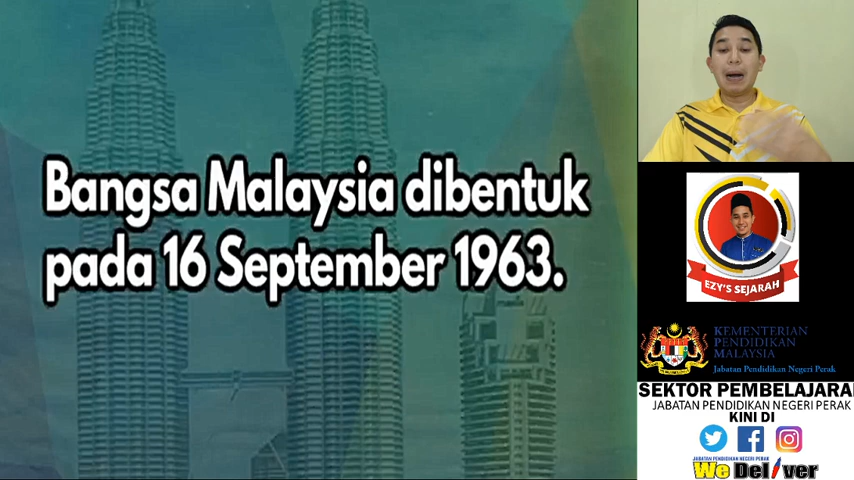 Bangsa Malaysia dibentuk
pada 16 September 1963.
EZY'S SEJARAH
KEMENTERIAN
PENDIDIKAN
MALAYSIA
Jabatan Pendidikan Negeri Perak
SEKTOR PEMBELAJARA
JABATAN PENDIDIKAN NEGERI PERAK
KINI DI
JABATAN PENDIDIKAN NEGERI PERAK
We Deliver